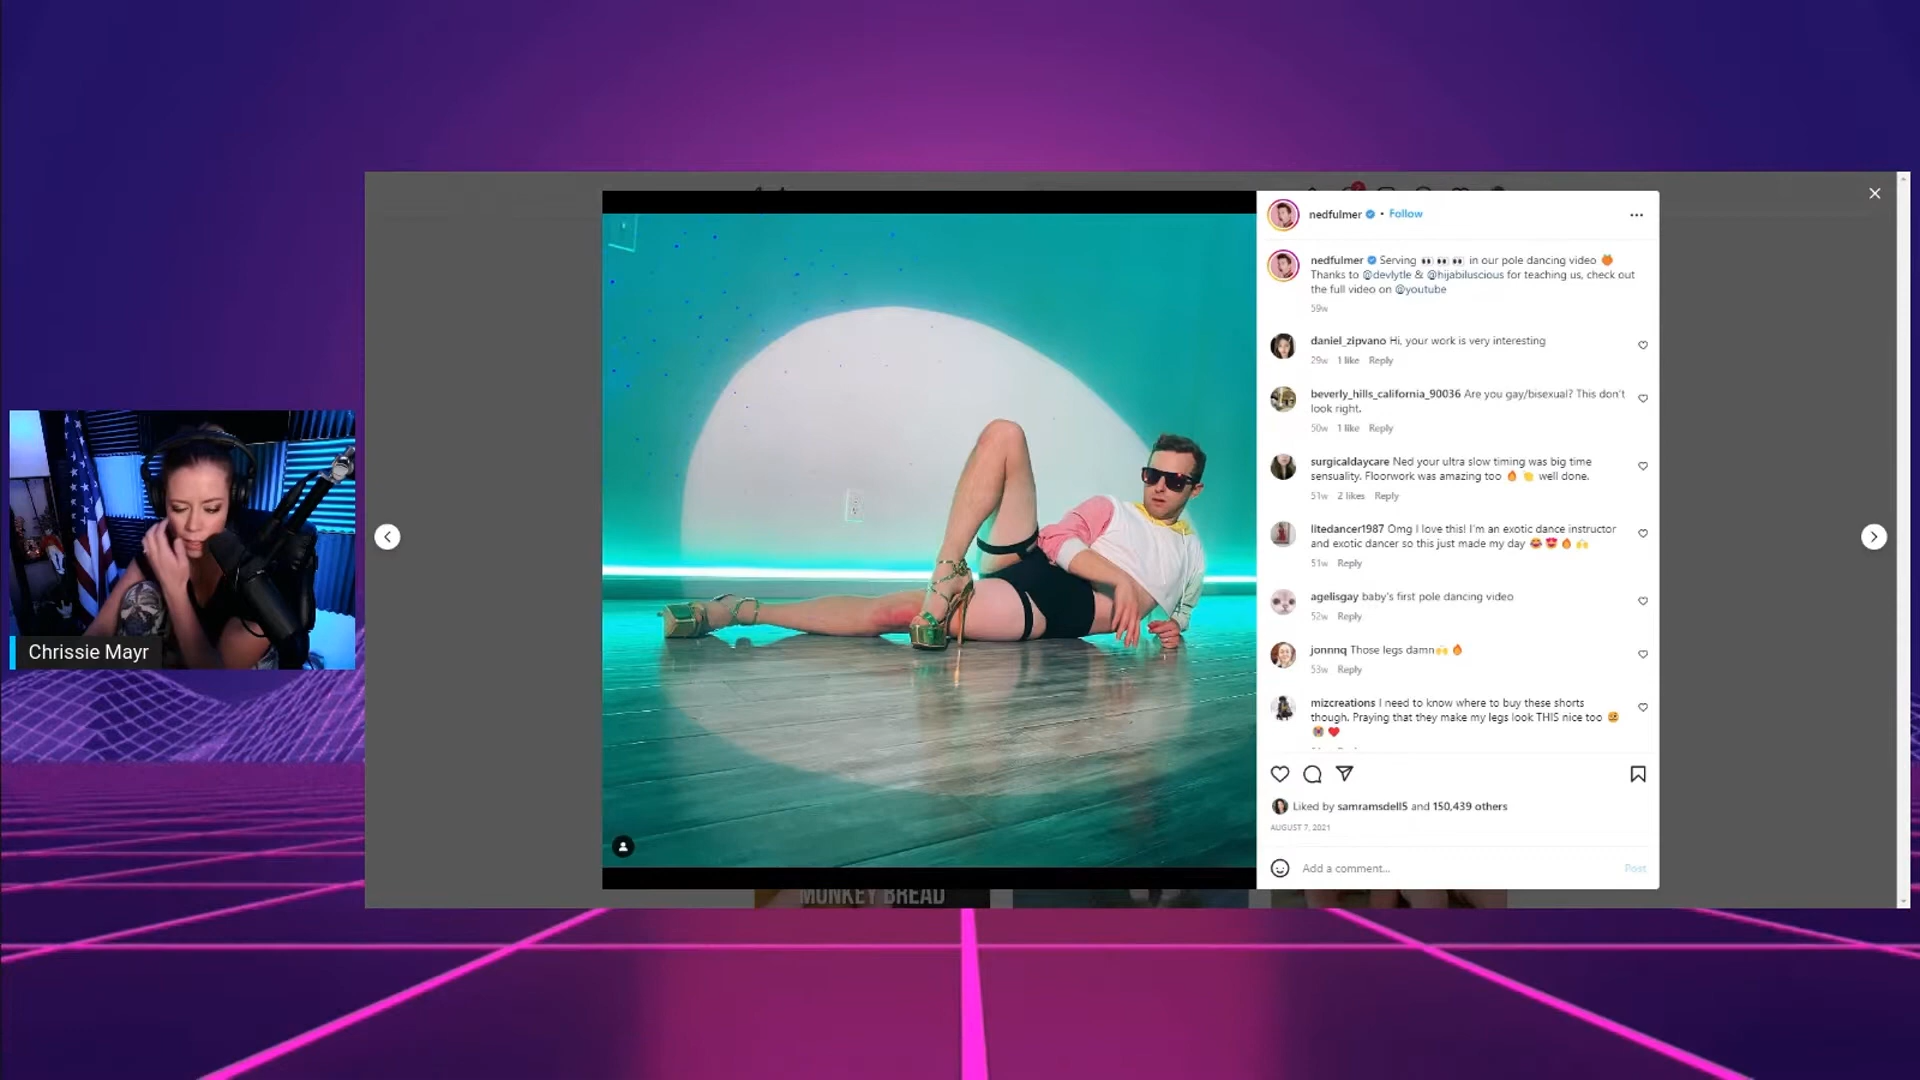 nedfulmer • Follow
nedfulmer Serving 👀 👀 👀 in our pole dancing video 🍑
Thanks to @devlytle & @hijabiluscious for teaching us, check out
the full video on @youtube
59w
daniel_zipvano Hi, your work is very interesting
29w 1 like Reply
beverly_hills_california_90036 Are you gay/bisexual? This don't
look right.
50w 1 like Reply
surgicaldaycare Ned your ultra slow timing was big time
sensuality. Floorwork was amazing too 🔥 👏 well done.
51w 2 likes Reply
litedancer1987 Omg I love this! I'm an exotic dance instructor
and exotic dancer so this just made my day 😂 😍 🔥 🙌
51w Reply
agelisgay baby's first pole dancing video
52w Reply
jonnnq Those legs damn🙌 🔥
53w Reply
mizcreations I need to know where to buy these shorts
though. Praying that they make my legs look THIS nice too
❤️
Liked by samramsdell5 and 150,439 others
AUGUST 7, 2021
Add a comment...
Post
Chrissie Mayr
MONKEY BREAD